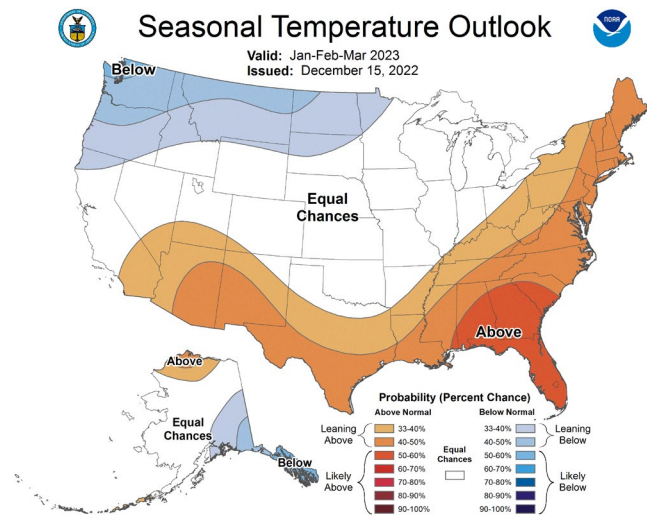 Seasonal Temperature Outlook
NOAA
Valid: Jan-Feb-Mar 2023
Issued: December 15, 2022
Below
Equal
Chances
Above
Above
Equal
Chances
Below
Probability (Percent Chance)
Above Normal
Below Normal
Leaning
Above
33-40%
40-50%
Likely
Above
50-60%
60-70%
70-80%
80-90%
90-100%
Equal
Chances
33-40%
40-50%
Leaning
Below
50-60%
60-70%
70-80%
80-90%
90-100%
Likely
Below